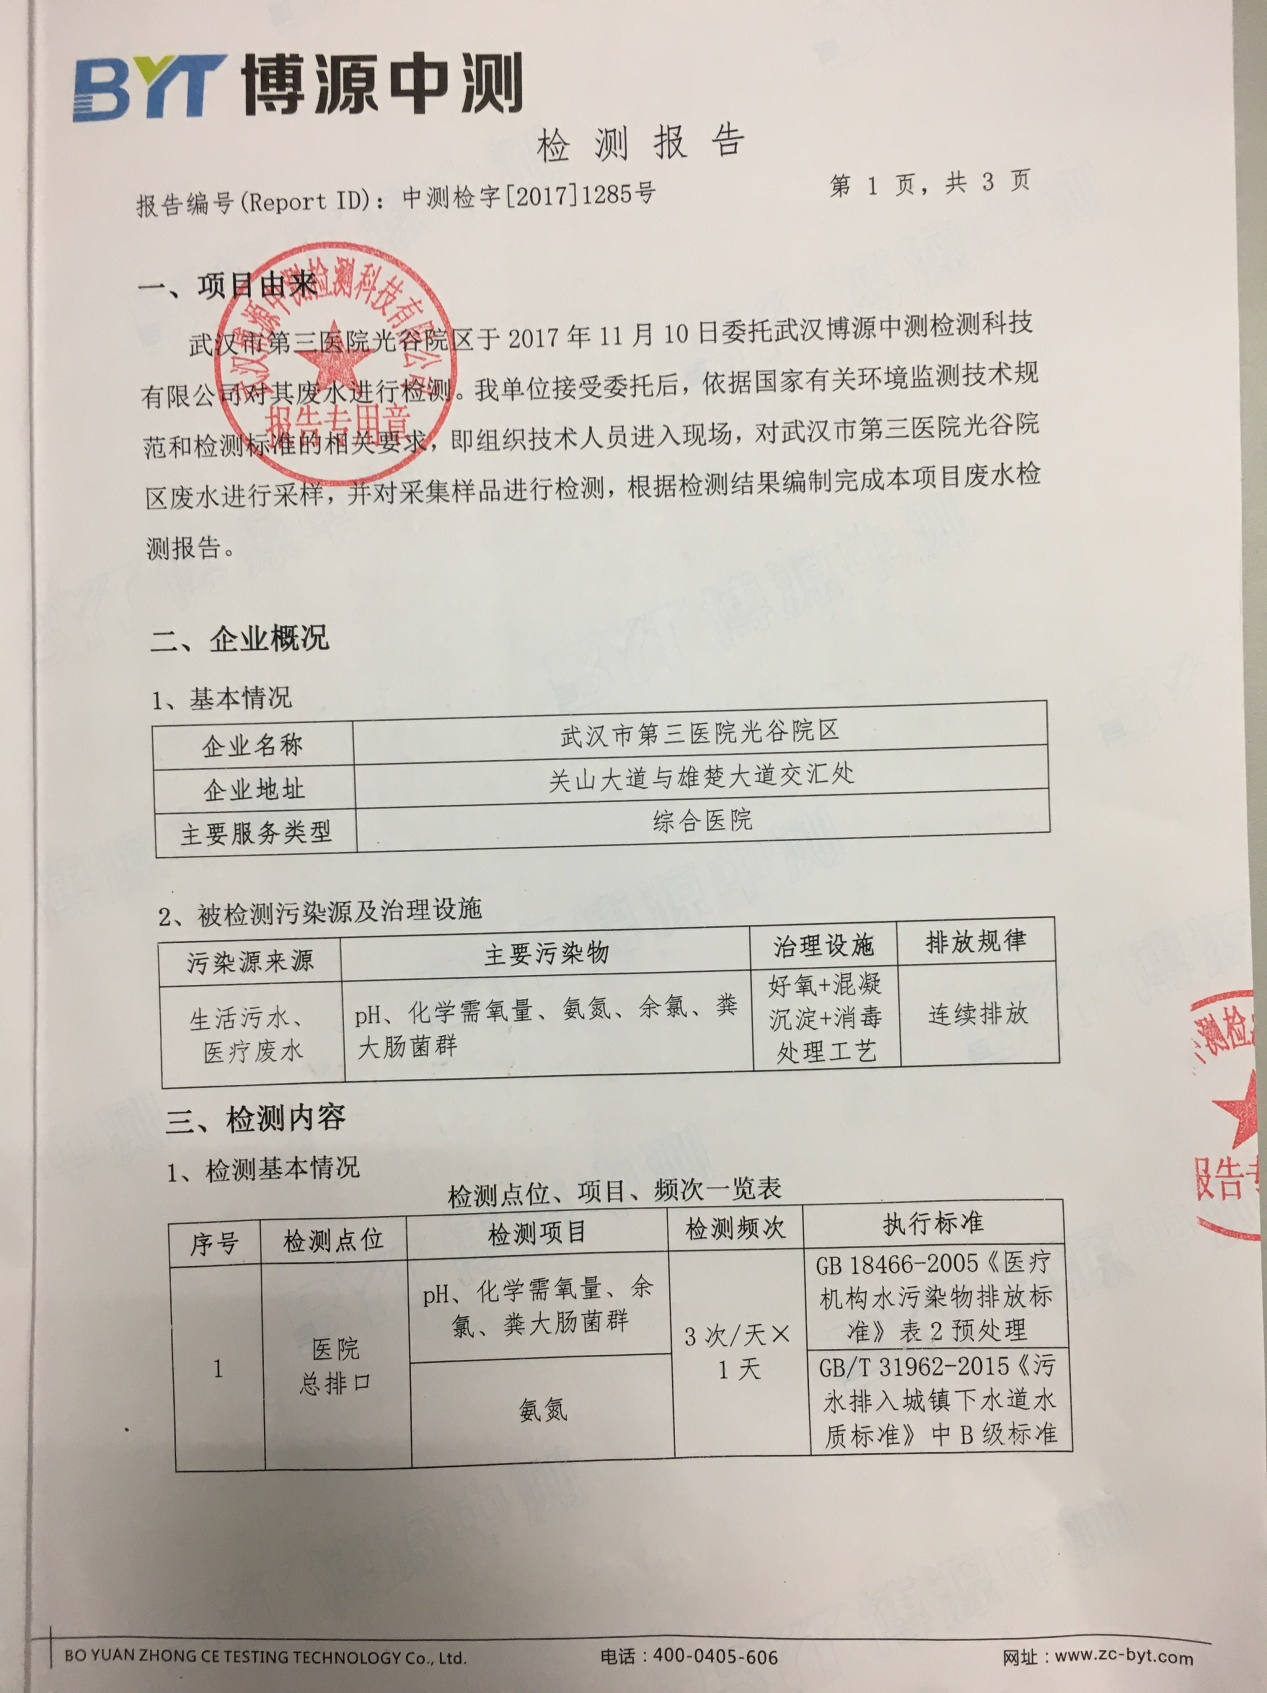 BYT 博源中测
检测报告
报告编号(Report ID)：中测检字[2017]1285号
第 1 页，共 3 页
一、项目由来
武汉市第三医院光谷院区于 2017 年 11 月 10 日委托武汉博源中测检测科技
有限公司对其废水进行检测。我单位接受委托后，依据国家有关环境监测技术规
范和检测标准的相关要求，即组织技术人员进入现场，对武汉市第三医院光谷院
区废水进行采样，并对采集样品进行检测，根据检测结果编制完成本项目废水检
测报告。
武汉博源中测检测科技有限公司
报告专用章
二、企业概况
1、基本情况
企业名称
武汉市第三医院光谷院区
企业地址
关山大道与雄楚大道交汇处
主要服务类型
综合医院
2、被检测污染源及治理设施
污染源来源
主要污染物
治理设施
排放规律
生活污水、
医疗废水
pH、化学需氧量、氨氮、余氯、粪
大肠菌群
好氧+混凝
沉淀+消毒
处理工艺
连续排放
测检
报告专
三、检测内容
1、检测基本情况
检测点位、项目、频次一览表
序号
检测点位
检测项目
检测频次
执行标准
1
医院
总排口
pH、化学需氧量、余
氯、粪大肠菌群
氨氮
3 次/天×
1 天
GB 18466-2005《医疗
机构水污染物排放标
准》表 2 预处理
GB/T 31962-2015《污
水排入城镇下水道水
质标准》中 B 级标准
BO YUAN ZHONG CE TESTING TECHNOLOGY Co., Ltd.
电话：400-0405-606
网址：www.zc-byt.com